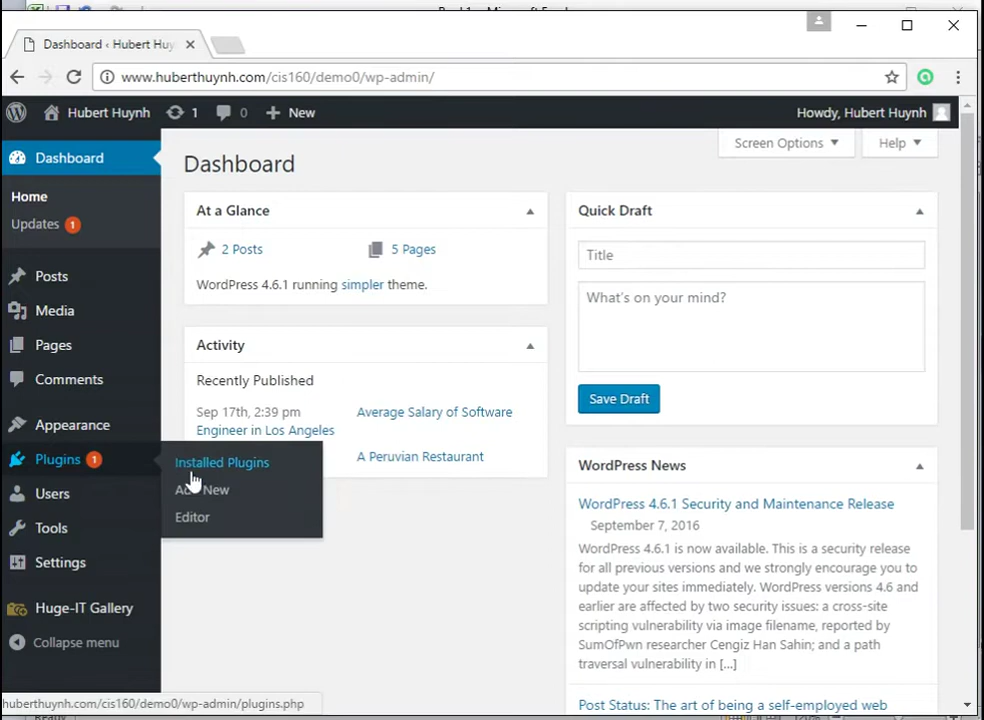 Dashboard ‹ Hubert Huy
www.huberthuynh.com/cis160/demo0/wp-admin/
Hubert Huynh 1 0 New Howdy, Hubert Huynh
Screen Options Help
Dashboard
Home
Updates 1
Posts
Media
Pages
Comments
Appearance
Plugins 1
Installed Plugins
Add New
Editor
Users
Tools
Settings
Huge-IT Gallery
Collapse menu
Dashboard
At a Glance
2 Posts 5 Pages
WordPress 4.6.1 running simpler theme.
Activity
Recently Published
Sep 17th, 2:39 pm Average Salary of Software
Engineer in Los Angeles
A Peruvian Restaurant
Quick Draft
Title
What's on your mind?
Save Draft
WordPress News
WordPress 4.6.1 Security and Maintenance Release
September 7, 2016
WordPress 4.6.1 is now available. This is a security release
for all previous versions and we strongly encourage you to
update your sites immediately. WordPress versions 4.6 and
earlier are affected by two security issues: a cross-site
scripting vulnerability via image filename, reported by
SumOfPwn researcher Cengiz Han Sahin; and a path
traversal vulnerability in [...]
Post Status: The art of being a self-employed web
huberthuynh.com/cis160/demo0/wp-admin/plugins.php